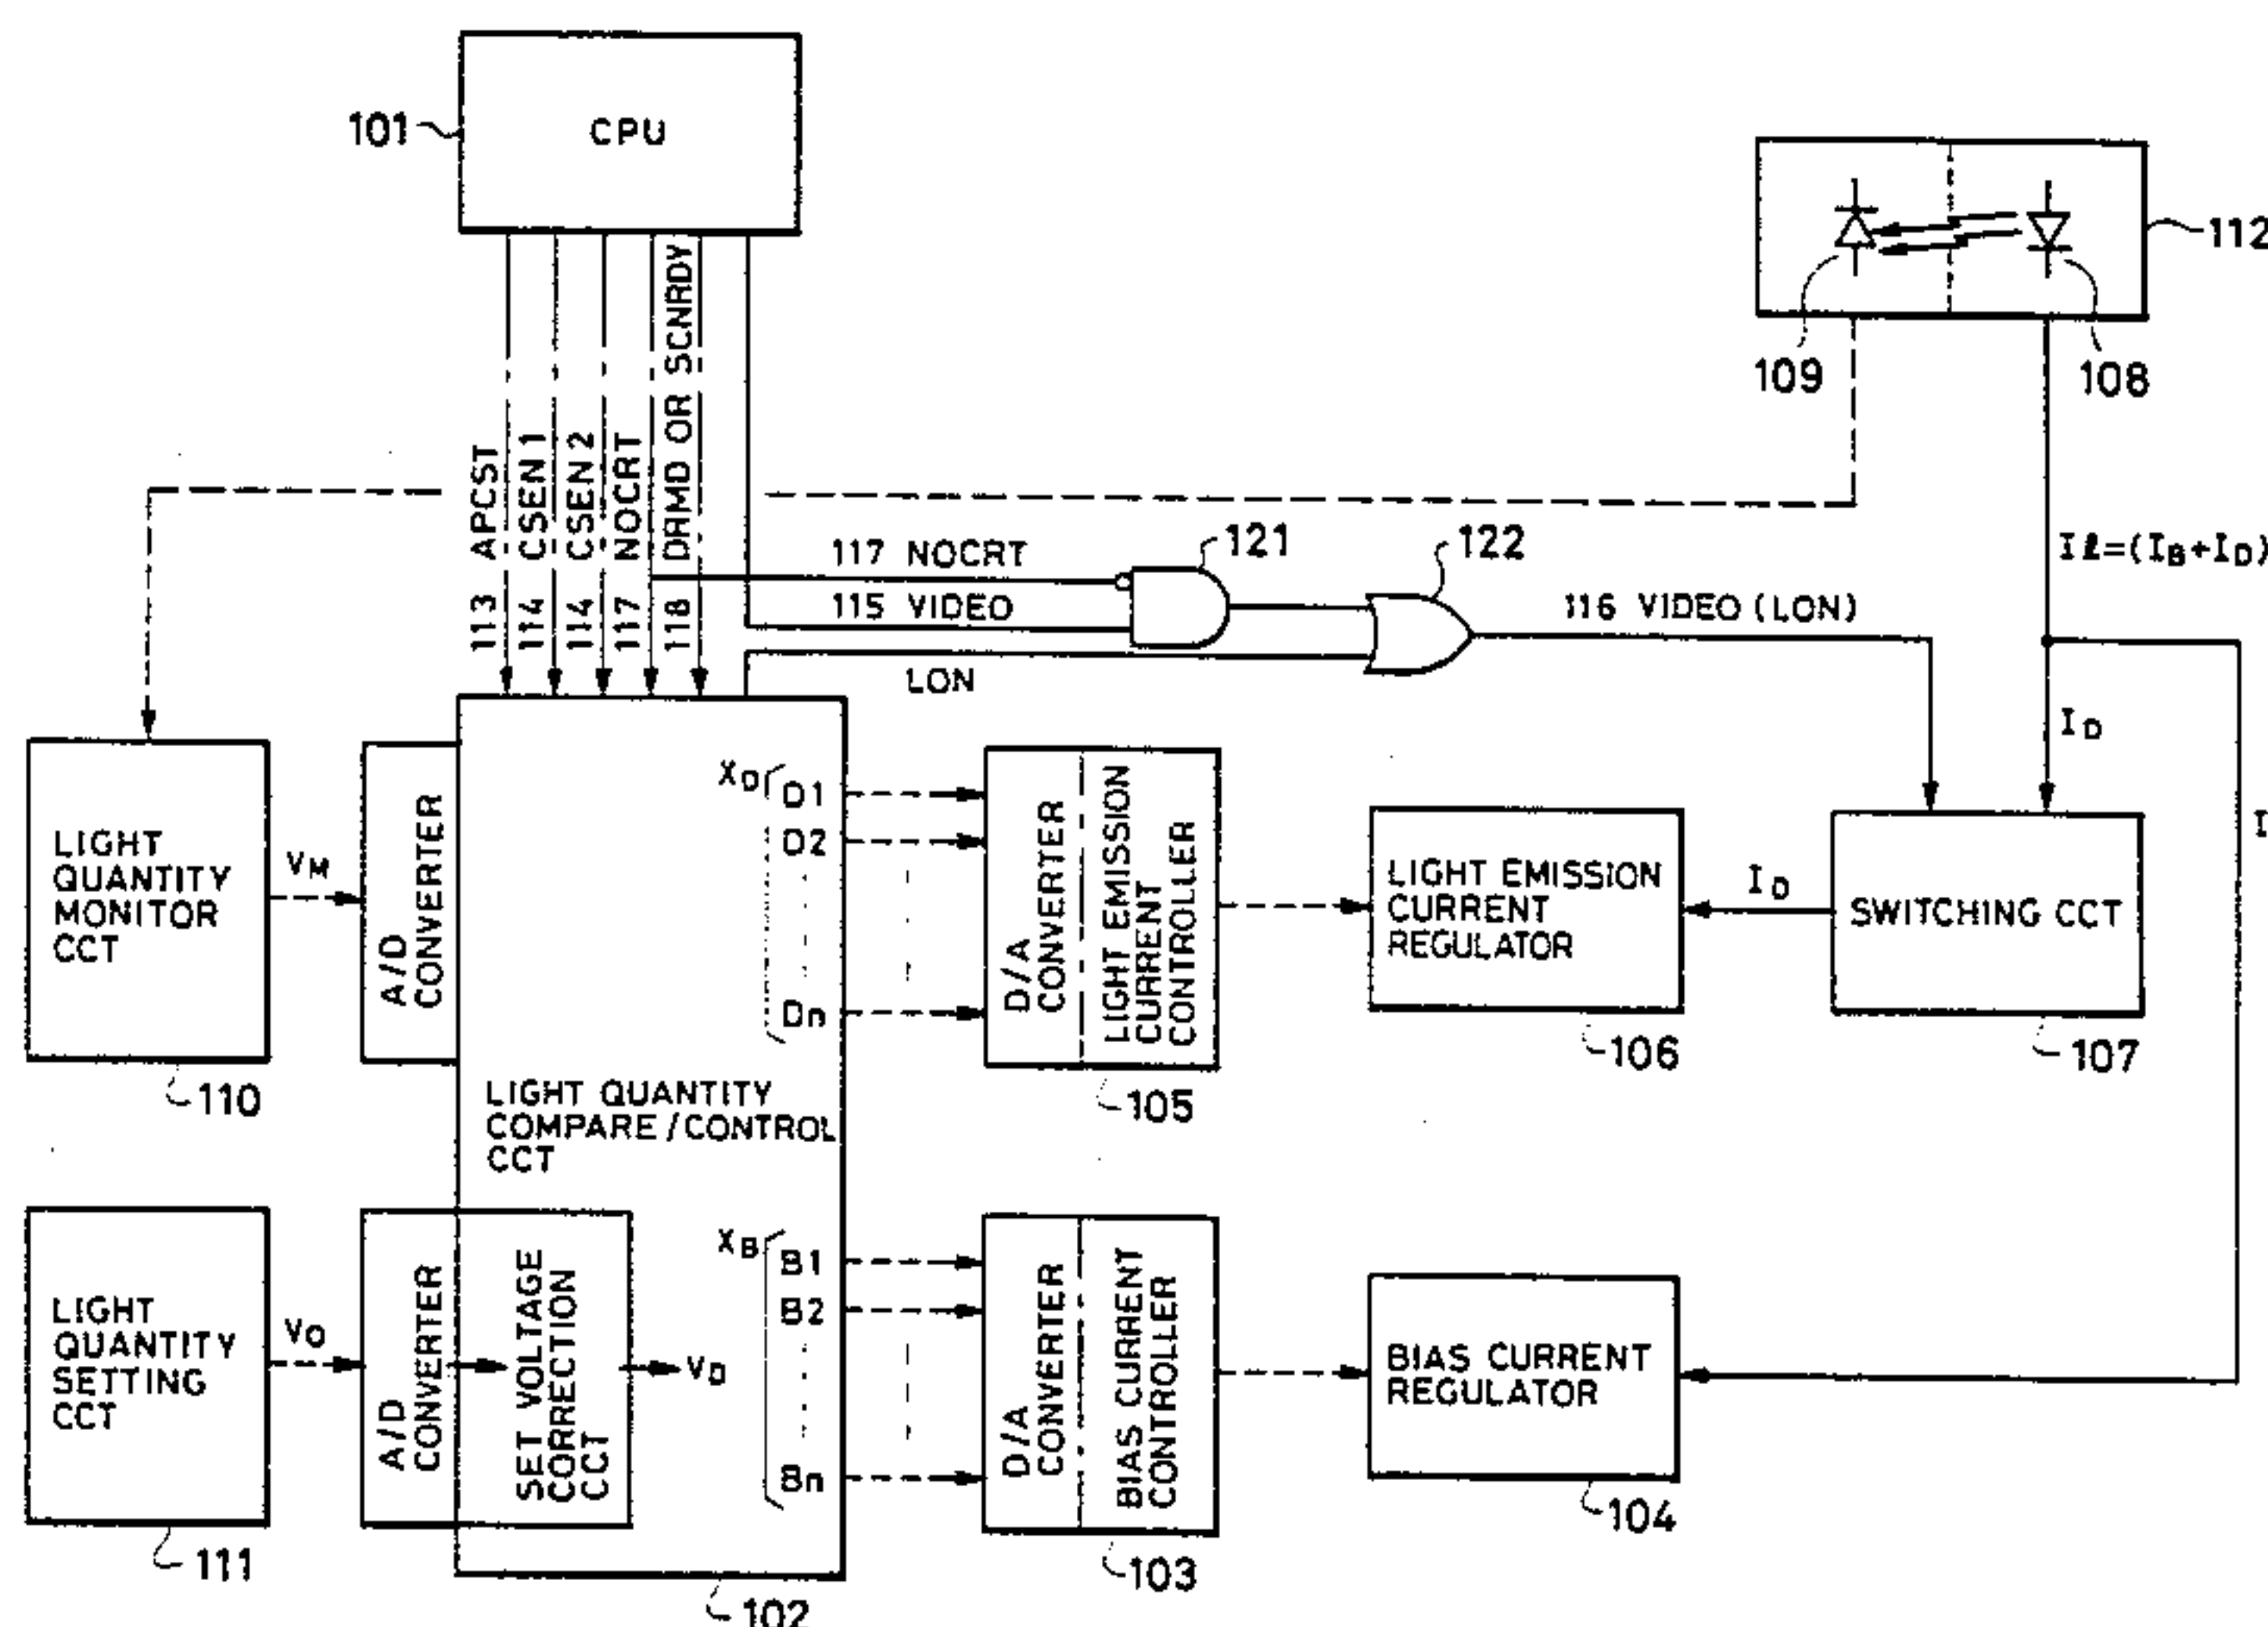 CPU
101
112
109
108
113 APCST
114 CSEN 1
114 CSEN 2
117 NOCRT
118 DRMD OR SCNRDY
117 NOCRT
115 VIDEO
LON
121
122
116 VIDEO (LON)
Iℓ=(IB+ID)
ID
I
LIGHT
QUANTITY
MONITOR
CCT
110
VM
A/D
CONVERTER
XD
D1
D2
Dn
D/A
CONVERTER
LIGHT EMISSION
CURRENT
CONTROLLER
105
LIGHT EMISSION
CURRENT
REGULATOR
106
ID
SWITCHING CCT
107
LIGHT QUANTITY
COMPARE/CONTROL
CCT
LIGHT
QUANTITY
SETTING
CCT
111
VO
A/D
CONVERTER
SET VOLTAGE
CORRECTION
CCT
VD
XB
B1
B2
Bn
102
D/A
CONVERTER
BIAS CURRENT
CONTROLLER
103
BIAS CURRENT
REGULATOR
104